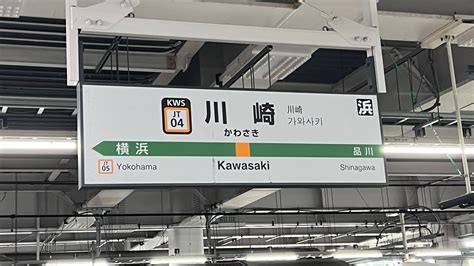 KWS
JT
04
川崎
かわさき
川崎
가와사키
浜
横浜
品川
JT
05
Yokohama
Kawasaki
Shinagawa